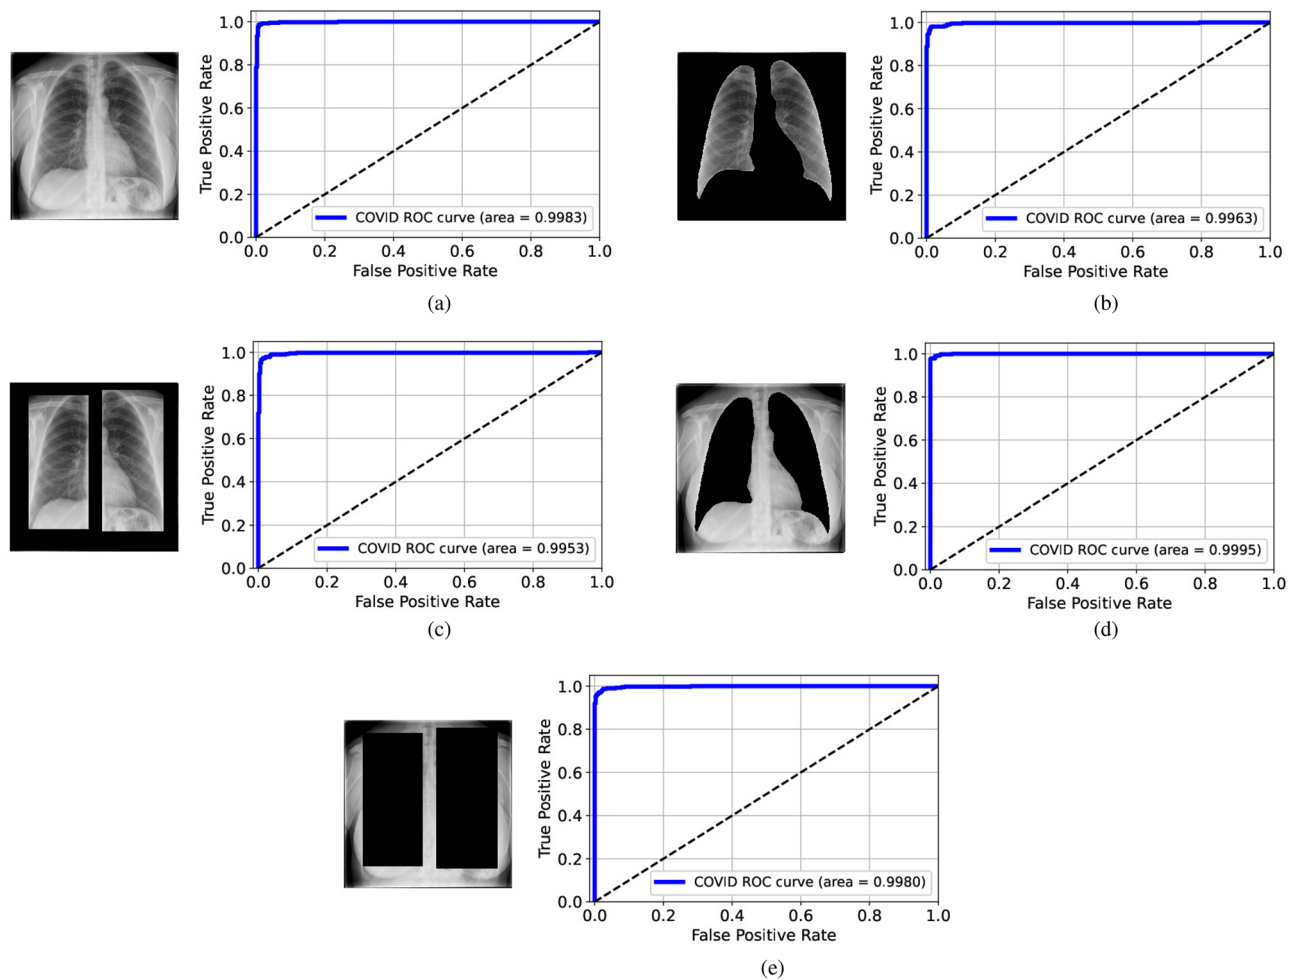 1.0
0.8
0.6
0.4
0.2
0.0
True Positive Rate
COVID ROC curve (area = 0.9983)
0.0 0.2 0.4 0.6 0.8 1.0
False Positive Rate
(a)
1.0
0.8
0.6
0.4
0.2
0.0
True Positive Rate
COVID ROC curve (area = 0.9963)
0.0 0.2 0.4 0.6 0.8 1.0
False Positive Rate
(b)
1.0
0.8
0.6
0.4
0.2
0.0
True Positive Rate
COVID ROC curve (area = 0.9953)
0.0 0.2 0.4 0.6 0.8 1.0
False Positive Rate
(c)
1.0
0.8
0.6
0.4
0.2
0.0
True Positive Rate
COVID ROC curve (area = 0.9995)
0.0 0.2 0.4 0.6 0.8 1.0
False Positive Rate
(d)
1.0
0.8
0.6
0.4
0.2
0.0
True Positive Rate
COVID ROC curve (area = 0.9980)
0.0 0.2 0.4 0.6 0.8 1.0
False Positive Rate
(e)